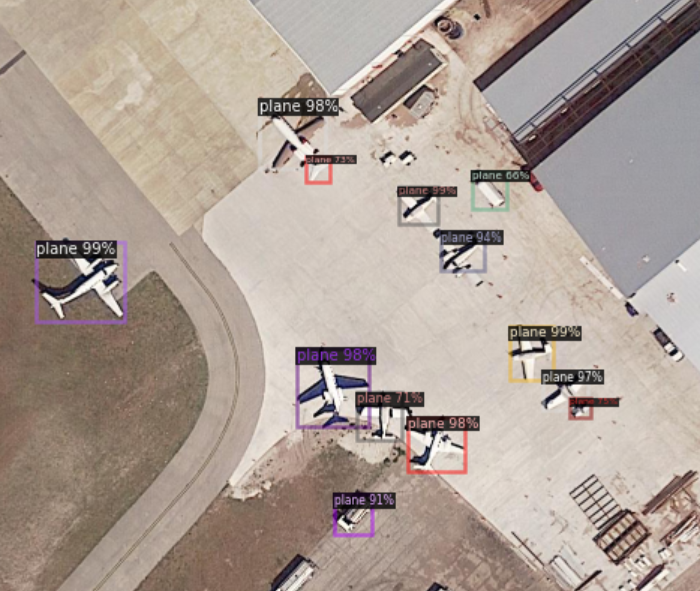 plane 98%
plane 73%
plane 66%
plane 99%
plane 94%
plane 99%
plane 99%
plane 98%
plane 97%
plane 71%
plane 98%
plane 91%